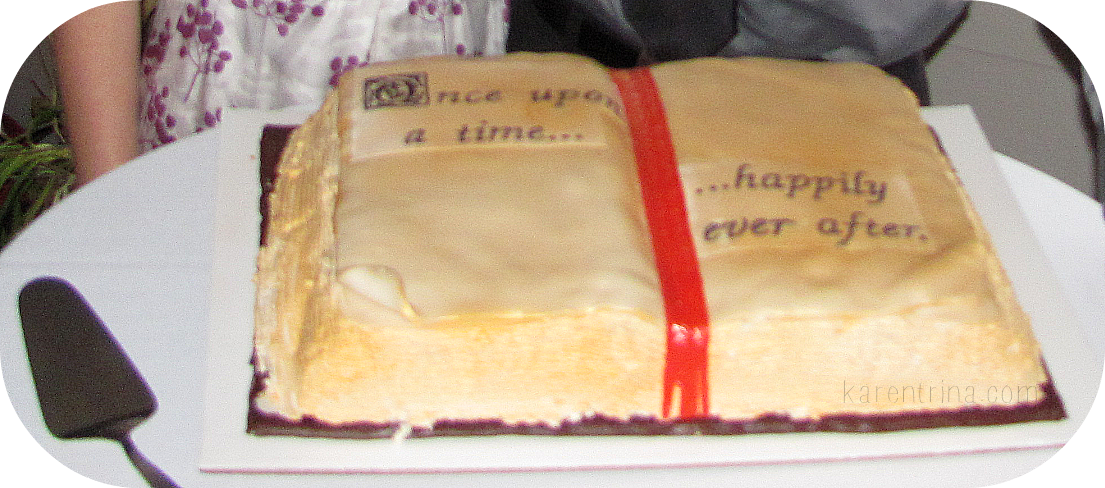 Once upon
a time...
...happily
ever after.
karentrina.com